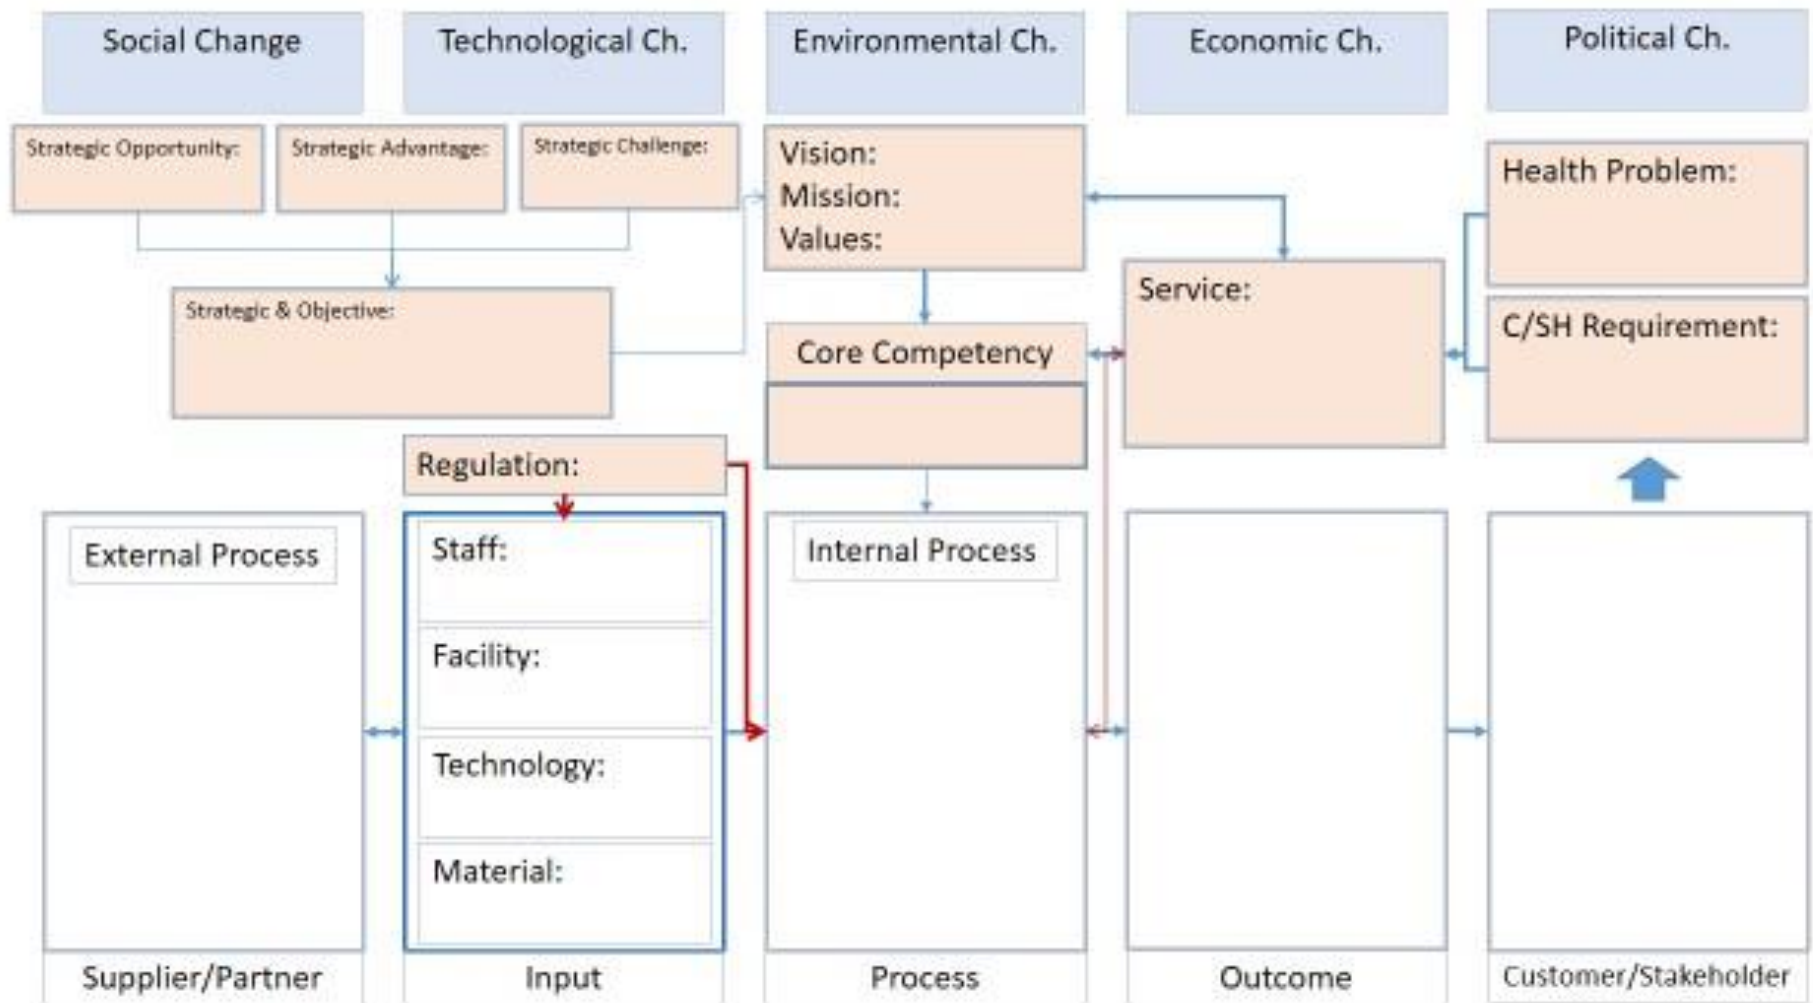 Social Change
Technological Ch.
Environmental Ch.
Economic Ch.
Political Ch.
Strategic Opportunity:
Strategic Advantage:
Strategic Challenge:
Vision:
Mission:
Values:
Health Problem:
Strategic & Objective:
Service:
C/SH Requirement:
Core Competency
Regulation:
External Process
Staff:
Internal Process
Facility:
Technology:
Material:
Supplier/Partner
Input
Process
Outcome
Customer/Stakeholder